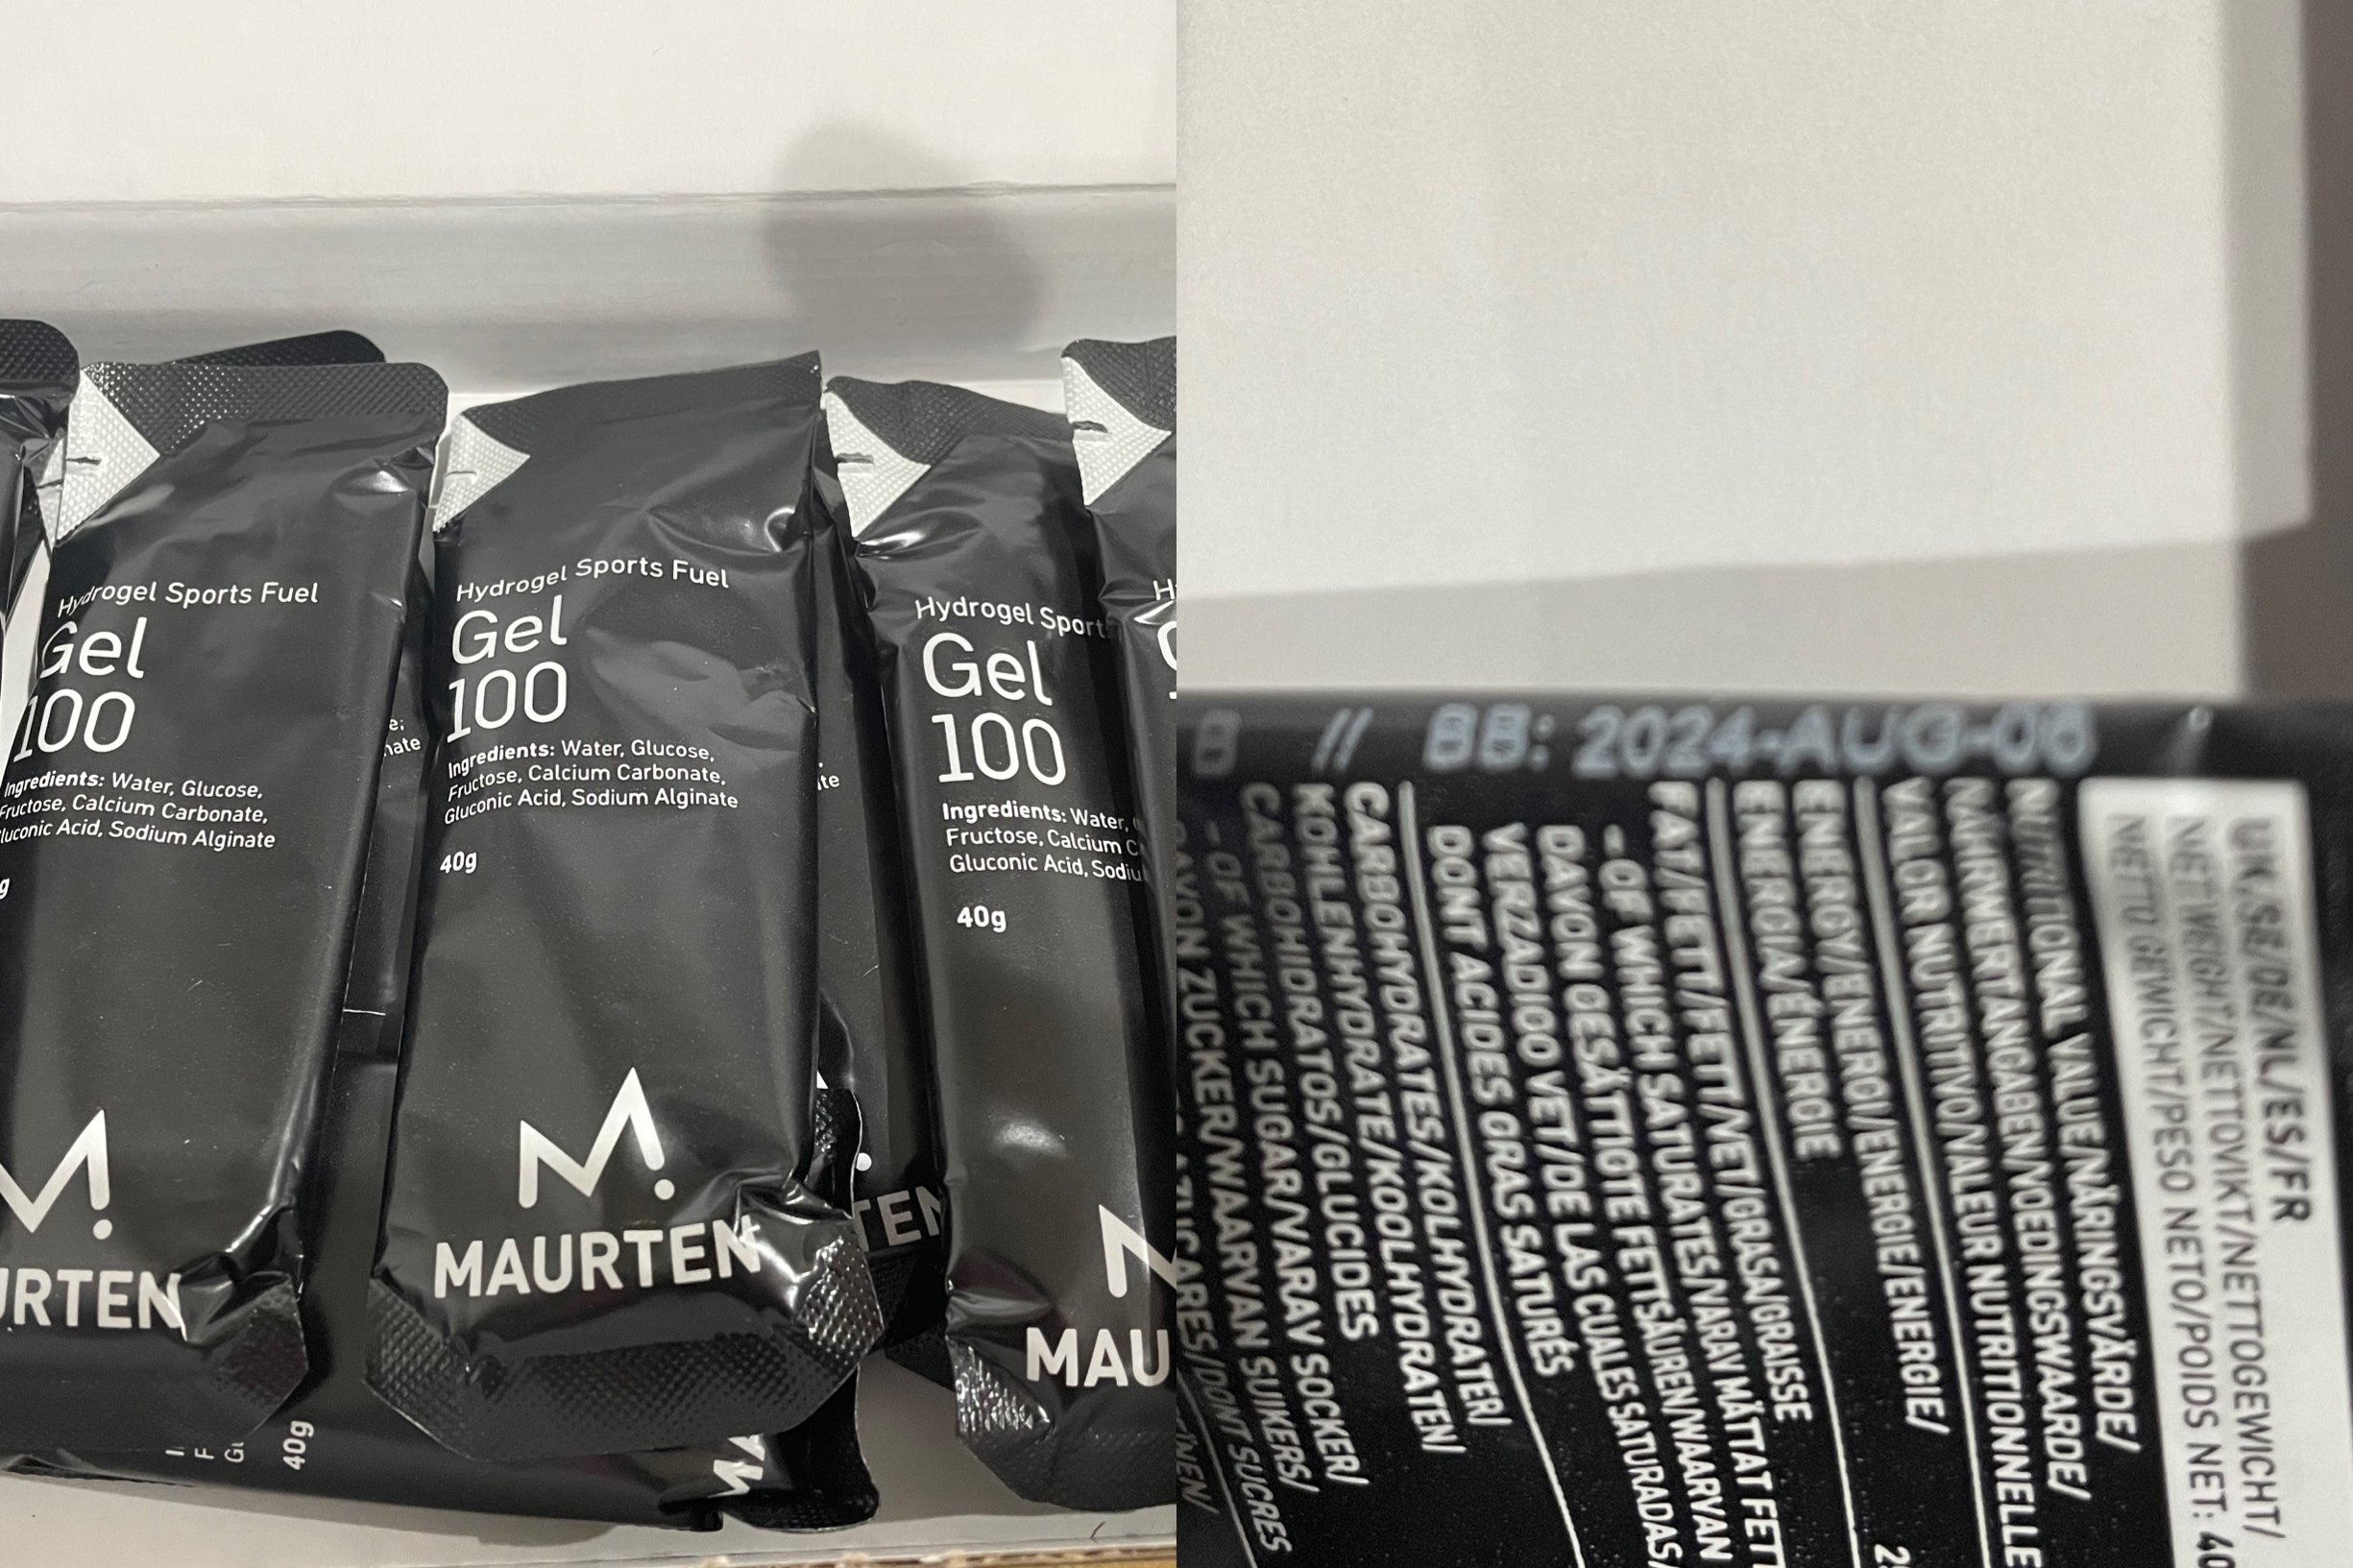 Hydrogel Sports Fuel
Gel
100
Ingredients: Water, Glucose,
Fructose, Calcium Carbonate,
Gluconic Acid, Sodium Alginate
MAURTEN
Hydrogel Sports Fuel
Gel
100
Ingredients: Water, Glucose,
Fructose, Calcium Carbonate,
Gluconic Acid, Sodium Alginate
40g
MAURTEN
Hydrogel Sport
Gel
100
Ingredients: Water,
Fructose, Calcium C
Gluconic Acid, Sodiu
40g
MAU
40g
// BB: 2024-AUG-08
UK/SE/DE/NL/ES/FR
NET WEIGHT/NETTOVIKT/NETTOGEWICHT/
NETTO GEWICHT/PESO NETO/POIDS NET:
NUTRITIONAL VALUE/NÄRINGSVÄRDE/
NÄHRWERTANGABEN/VOEDINGSWAARDE/
VALOR NUTRITIVO/VALEUR NUTRITIONNELLE
ENERGY/ENERGI/ENERGIE/ENERGIE/
ENERGÍA/ÉNERGIE
FAT/FETT/FETT/VET/GRASA/GRAISSE
- OF WHICH SATURATES/VARAV MÄTTAT FETT
DAVON GESÄTTIGTE FETTSÄUREN/WAARVAN
VERZADIGD VET/DE LAS CUALES SATURADAS/
DONT ACIDES GRAS SATURÉS
CARBOHYDRATES/KOLHYDRATER/
KOHLENHYDRATE/KOOLHYDRATEN/
CARBOHIDRATOS/GLUCIDES
- OF WHICH SUGAR/VARAV SOCKER/
DAVON ZUCKER/WAARVAN SUIKERS/
AZÚCARES/DONT SUCRES